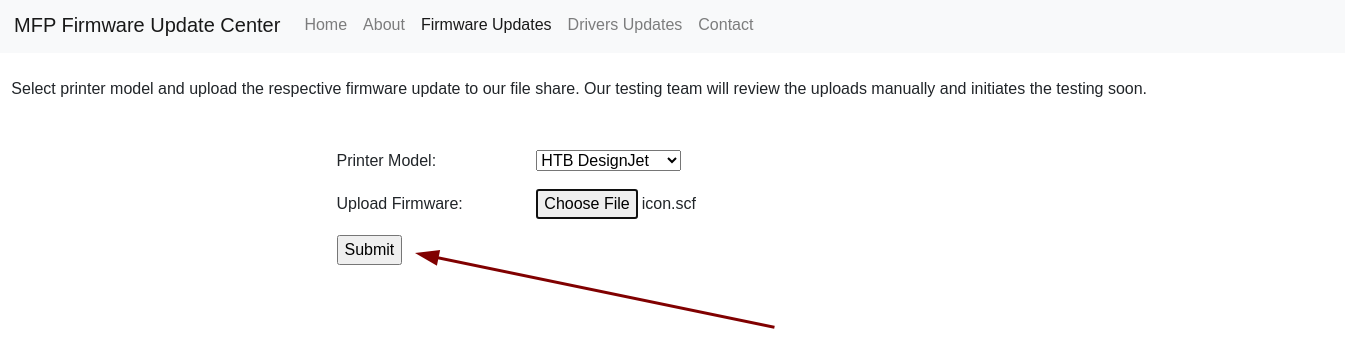 MFP Firmware Update Center Home About Firmware Updates Drivers Updates Contact
Select printer model and upload the respective firmware update to our file share. Our testing team will review the uploads manually and initiates the testing soon.
Printer Model: HTB DesignJet
Upload Firmware: Choose File icon.scf
Submit